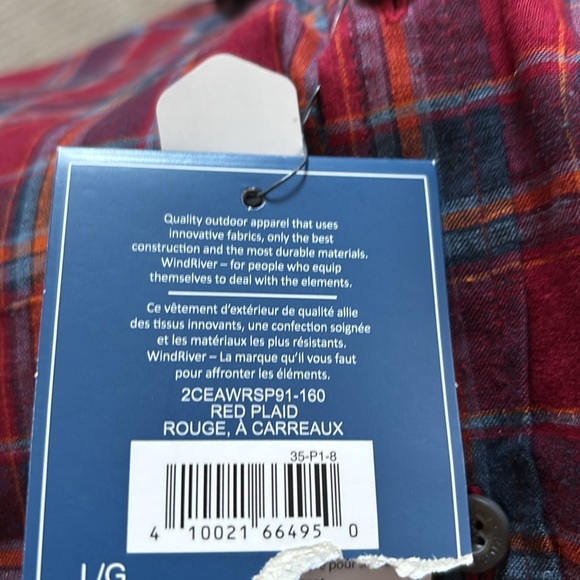 Quality outdoor apparel that uses
innovative fabrics, only the best
construction and the most durable materials.
WindRiver – for people who equip
themselves to deal with the elements.
Ce vêtement d'extérieur de qualité allie
des tissus innovants, une confection soignée
et les matériaux les plus résistants.
WindRiver – La marque qu'il vous faut
pour affronter les éléments.
2CEAWRSP91-160
RED PLAID
ROUGE, À CARREAUX
35-P1-8
4 10021 66495 0
L/G
pour